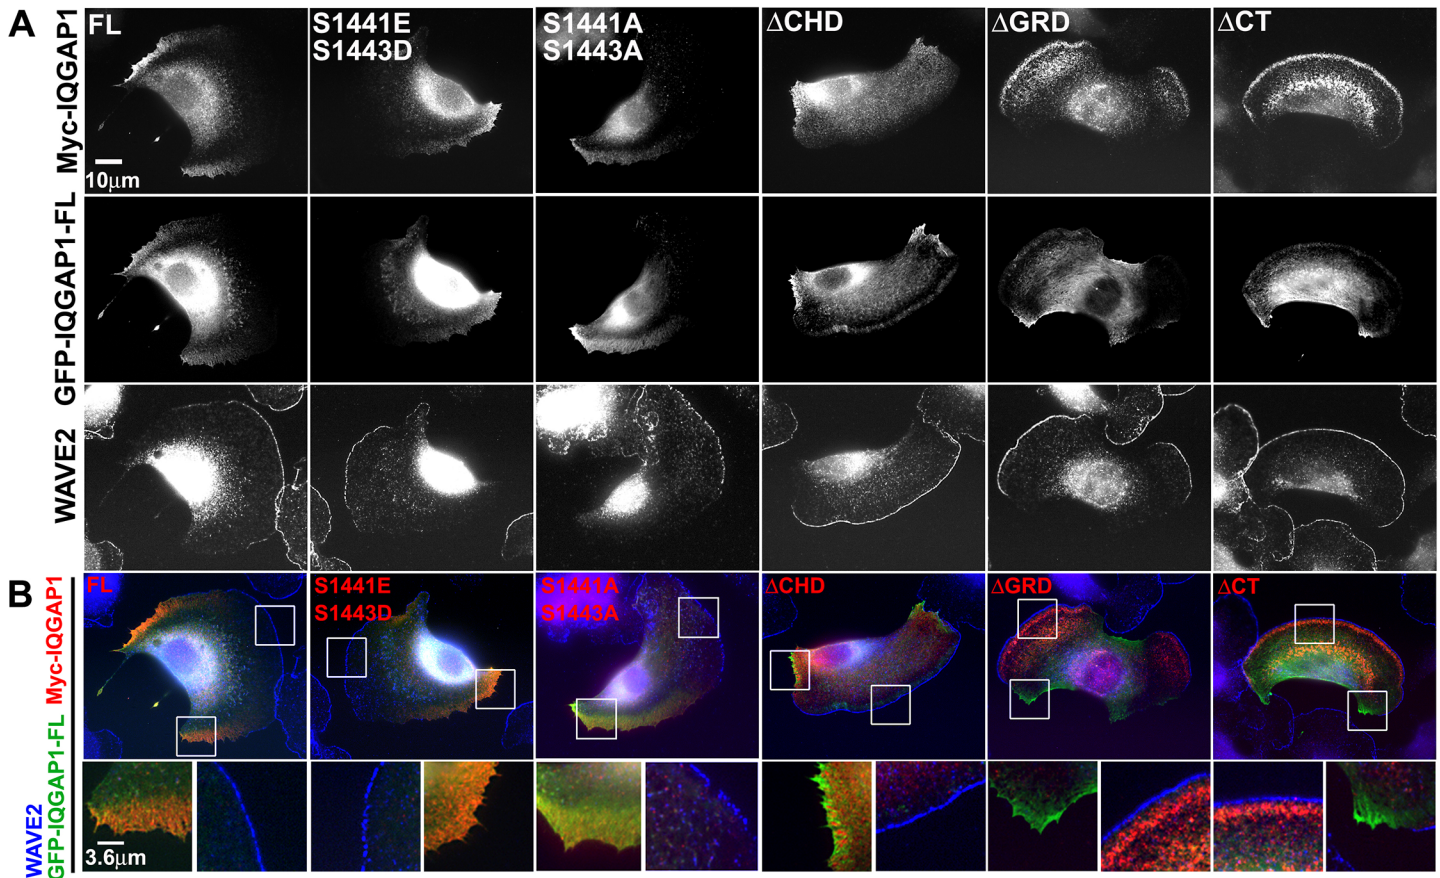 A
Myc-IQGAP1
FL
S1441E
S1443D
S1441A
S1443A
ΔCHD
ΔGRD
ΔCT
10μm
GFP-IQGAP1-FL
WAVE2
B
WAVE2
GFP-IQGAP1-FL
Myc-IQGAP1
FL
S1441E
S1443D
S1441A
S1443A
ΔCHD
ΔGRD
ΔCT
3.6μm